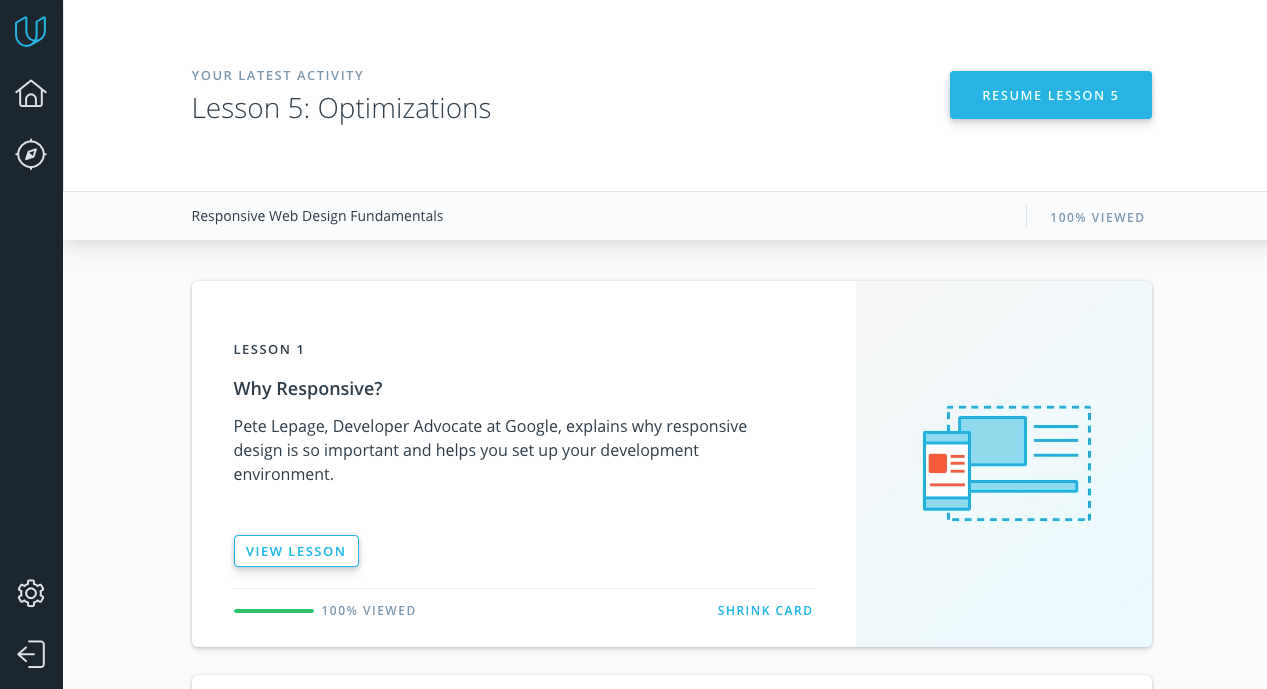 YOUR LATEST ACTIVITY
Lesson 5: Optimizations
RESUME LESSON 5
Responsive Web Design Fundamentals
100% VIEWED
LESSON 1
Why Responsive?
Pete Lepage, Developer Advocate at Google, explains why responsive
design is so important and helps you set up your development
environment.
VIEW LESSON
100% VIEWED
SHRINK CARD